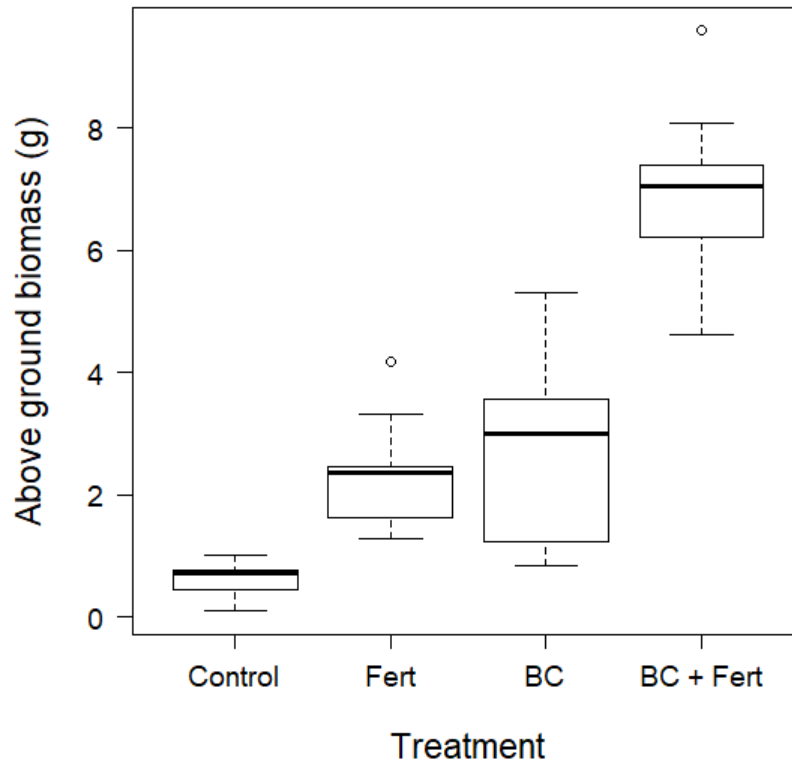 Above ground biomass (g)
8
6
4
2
0
Control Fert BC BC + Fert
Treatment